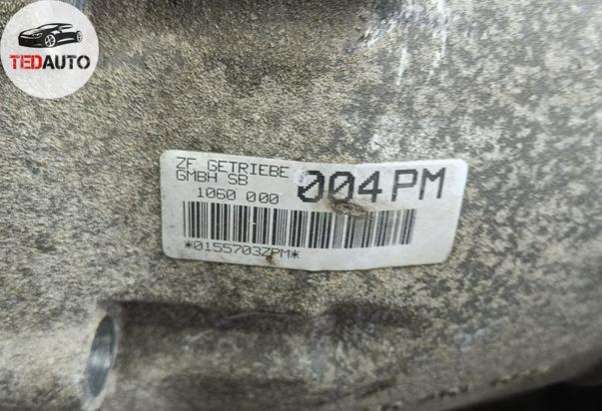 TEDAUTO
ZF GETRIEBE
GMBH SB
1060 000
004PM
*0155703ZPM*